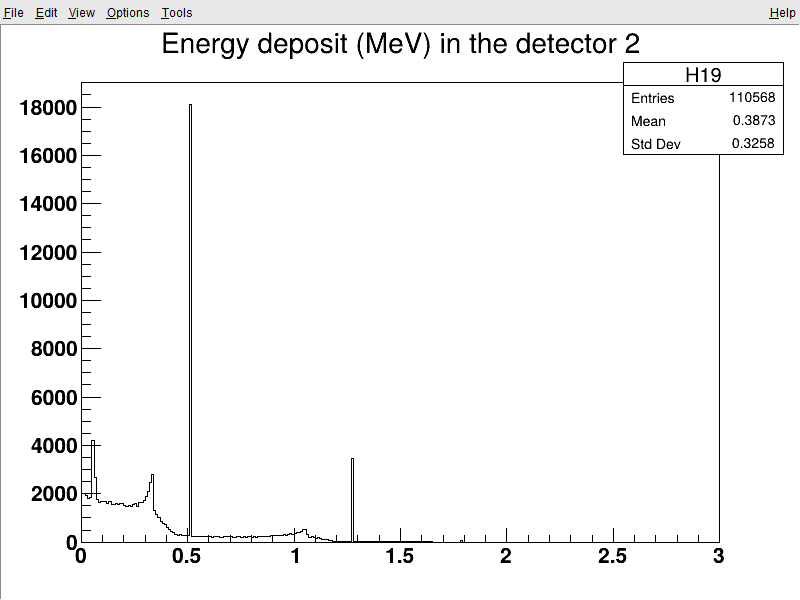 File Edit View Options Tools Help
Energy deposit (MeV) in the detector 2
H19
Entries 110568
Mean 0.3873
Std Dev 0.3258
18000
16000
14000
12000
10000
8000
6000
4000
2000
0
0 0.5 1 1.5 2 2.5 3